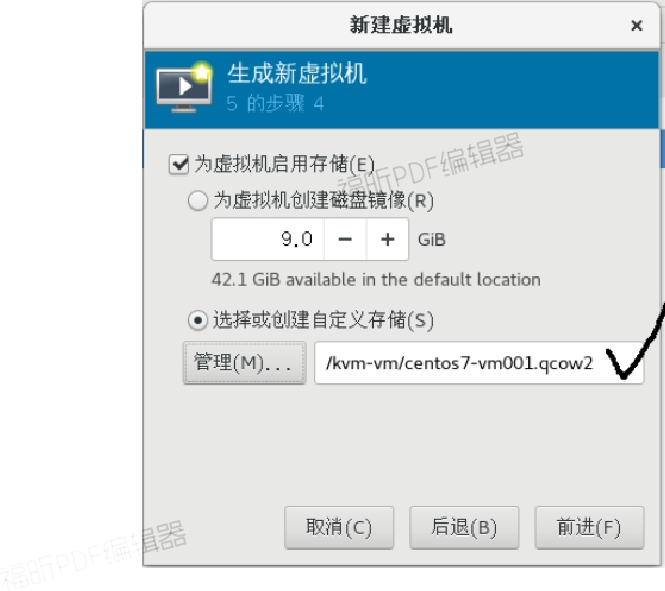 新建虚拟机 ×
生成新虚拟机
5 的步骤 4
为虚拟机启用存储(E)
为虚拟机创建磁盘镜像(R)
9.0 − + GiB
42.1 GiB available in the default location
选择或创建自定义存储(S)
管理(M)... /kvm-vm/centos7-vm001.qcow2
取消(C) 后退(B) 前进(F)
福昕PDF编辑器
福昕PDF编辑器